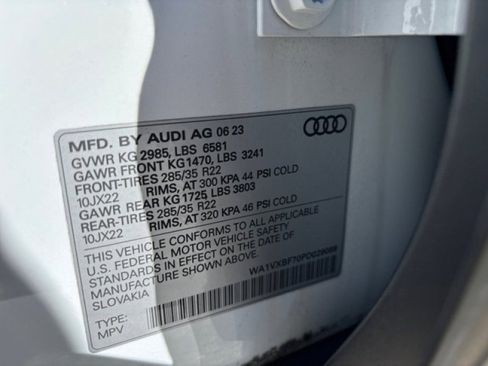 MFD. BY AUDI AG 06 23
GVWR KG 2985, LBS 6581
GAWR FRONT KG1470, LBS 3241
FRONT-TIRES 285/35 R22
10JX22 RIMS, AT 300 KPA 44 PSI COLD
GAWR REAR KG1725 LBS 3803
REAR-TIRES 285/35 R22
10JX22 RIMS, AT 320 KPA 46 PSI COLD
THIS VEHICLE CONFORMS TO ALL APPLICABLE
U.S. FEDERAL MOTOR VEHICLE SAFETY
STANDARDS IN EFFECT ON THE DATE OF
MANUFACTURE SHOWN ABOVE.
SLOVAKIA
TYPE:
MPV